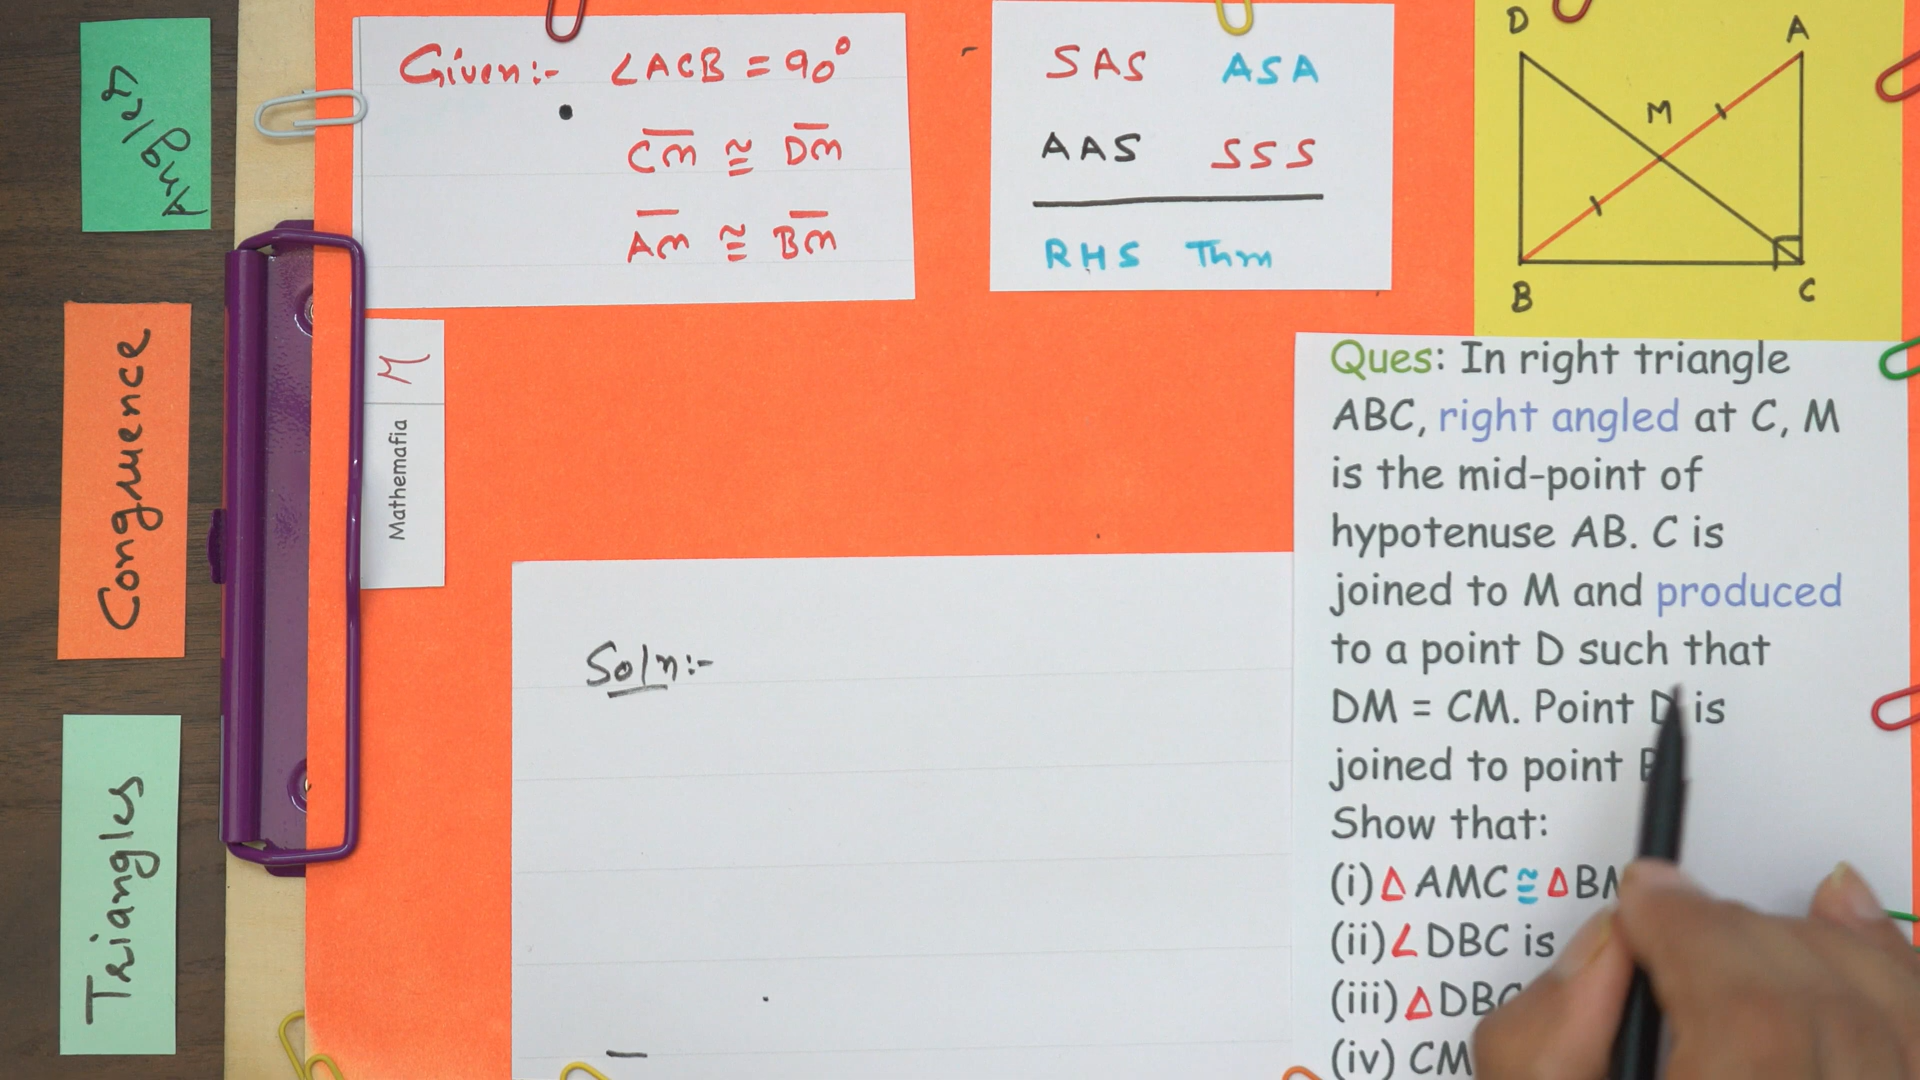 Angles
Congruence
Triangles
Given:- ∠ACB = 90°
CM ≅ DM
AM ≅ BM
M
Mathemafia
SAS ASA
AAS SSS
RHS Thm
D A
M
B C
Soln:-
Ques: In right triangle
ABC, right angled at C, M
is the mid-point of
hypotenuse AB. C is
joined to M and produced
to a point D such that
DM = CM. Point D is
joined to point
Show that:
(i) Δ AMC ≅ Δ
(ii) ∠ DBC is
(iii) Δ
(iv) CM